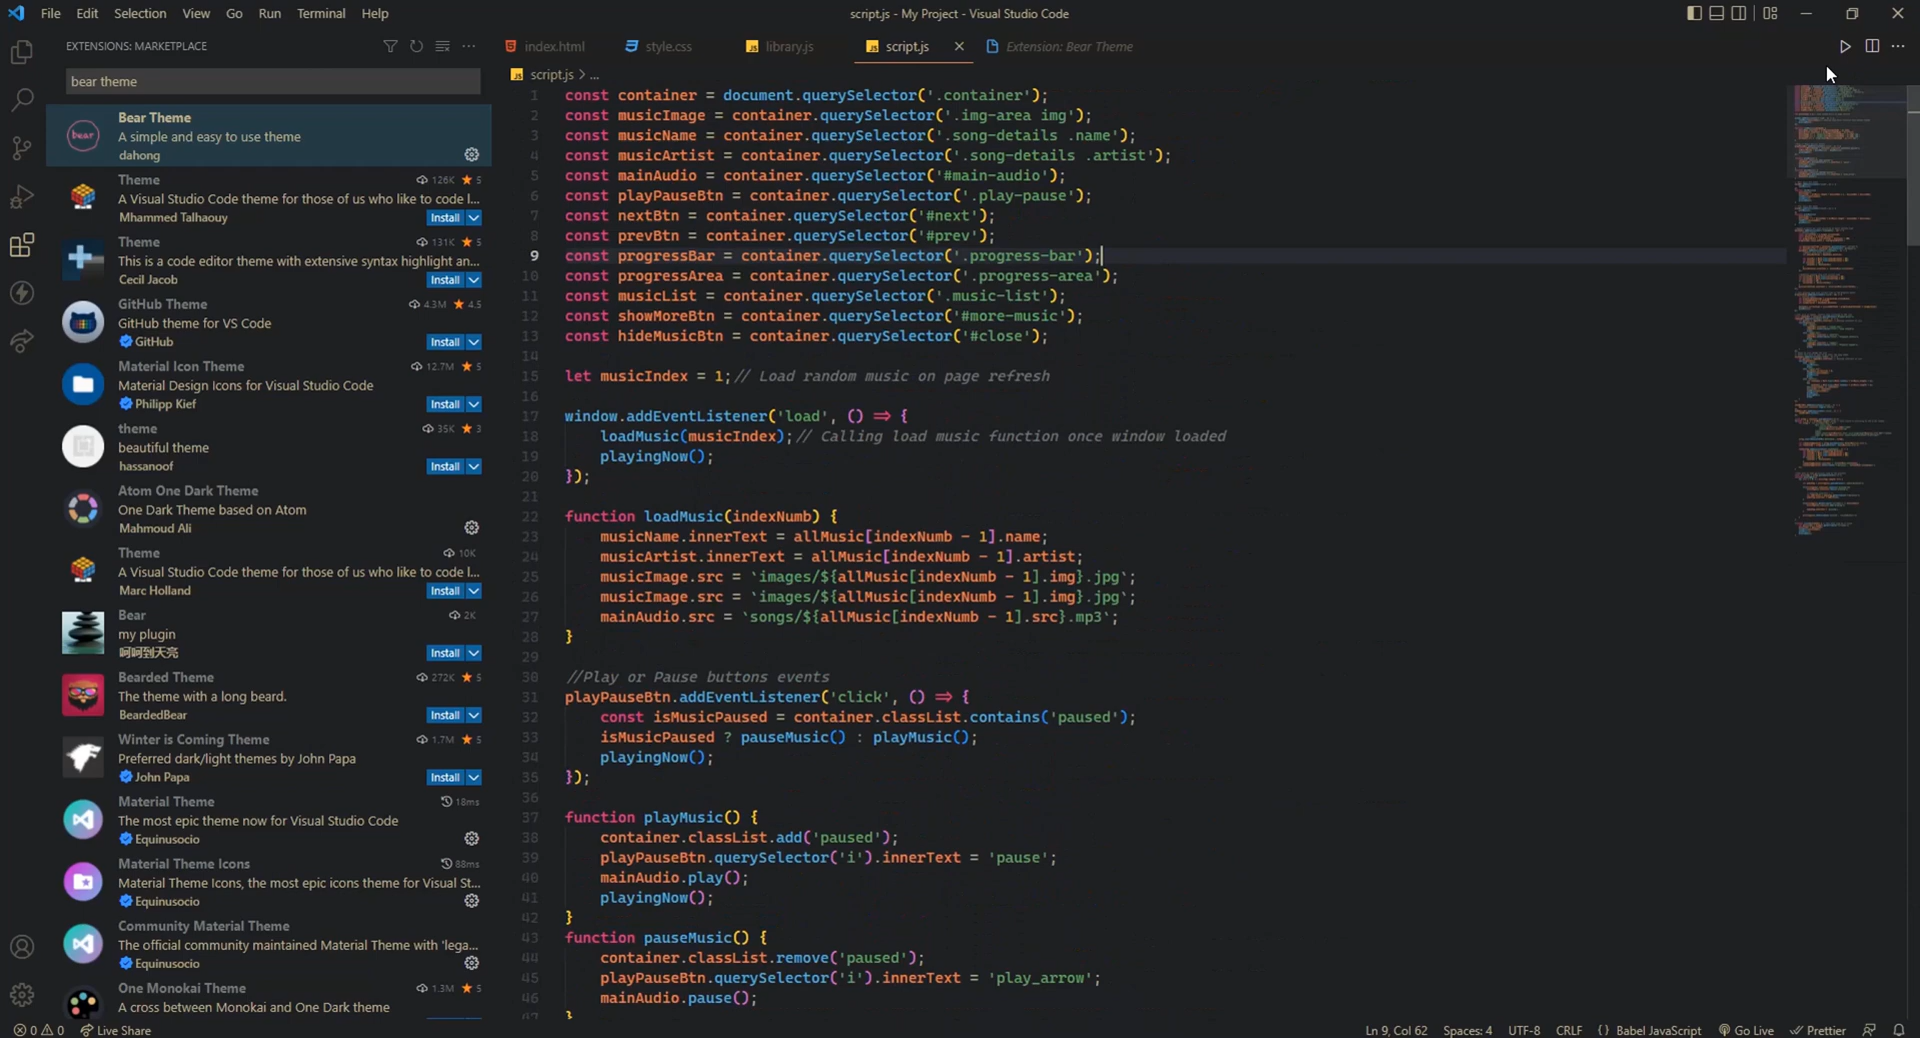 File Edit Selection View Go Run Terminal Help
script.js - My Project - Visual Studio Code
EXTENSIONS: MARKETPLACE
bear theme
bear
Bear Theme
A simple and easy to use theme
dahong
Theme 126K 5
A Visual Studio Code theme for those of us who like to code l...
Mhammed Talhaouy Install
Theme 131K 5
This is a code editor theme with extensive syntax highlight an...
Cecil Jacob Install
GitHub Theme 4.3M 4.5
GitHub theme for VS Code
GitHub Install
Material Icon Theme 12.7M 5
Material Design Icons for Visual Studio Code
Philipp Kief Install
theme 35K 3
beautiful theme
hassanoof Install
Atom One Dark Theme
One Dark Theme based on Atom
Mahmoud Ali
Theme 10K
A Visual Studio Code theme for those of us who like to code l...
Marc Holland Install
Bear 2K
my plugin
呵呵到天亮 Install
Bearded Theme 272K 5
The theme with a long beard.
BeardedBear Install
Winter is Coming Theme 1.7M 5
Preferred dark/light themes by John Papa
John Papa Install
Material Theme 18ms
The most epic theme now for Visual Studio Code
Equinusocio
Material Theme Icons 88ms
Material Theme Icons, the most epic icons theme for Visual St...
Equinusocio
Community Material Theme
The official community maintained Material Theme with 'lega...
Equinusocio
One Monokai Theme 1.3M 5
A cross between Monokai and One Dark theme
index.html style.css JS library.js JS script.js Extension: Bear Theme
JS script.js > ...
1 const container = document.querySelector('.container');
2 const musicImage = container.querySelector('.img-area img');
3 const musicName = container.querySelector('.song-details .name');
4 const musicArtist = container.querySelector('.song-details .artist');
5 const mainAudio = container.querySelector('#main-audio');
6 const playPauseBtn = container.querySelector('.play-pause');
7 const nextBtn = container.querySelector('#next');
8 const prevBtn = container.querySelector('#prev');
9 const progressBar = container.querySelector('.progress-bar');
10 const progressArea = container.querySelector('.progress-area');
11 const musicList = container.querySelector('.music-list');
12 const showMoreBtn = container.querySelector('#more-music');
13 const hideMusicBtn = container.querySelector('#close');
14
15 let musicIndex = 1;// Load random music on page refresh
16
17 window.addEventListener('load', () => {
18 loadMusic(musicIndex);// Calling load music function once window loaded
19 playingNow();
20 });
21
22 function loadMusic(indexNumb) {
23 musicName.innerText = allMusic[indexNumb - 1].name;
24 musicArtist.innerText = allMusic[indexNumb - 1].artist;
25 musicImage.src = `images/${allMusic[indexNumb - 1].img}.jpg`;
26 musicImage.src = `images/${allMusic[indexNumb - 1].img}.jpg`;
27 mainAudio.src = `songs/${allMusic[indexNumb - 1].src}.mp3`;
28 }
29
30 //Play or Pause buttons events
31 playPauseBtn.addEventListener('click', () => {
32 const isMusicPaused = container.classList.contains('paused');
33 isMusicPaused ? pauseMusic() : playMusic();
34 playingNow();
35 });
36
37 function playMusic() {
38 container.classList.add('paused');
39 playPauseBtn.querySelector('i').innerText = 'pause';
40 mainAudio.play();
41 playingNow();
42 }
43 function pauseMusic() {
44 container.classList.remove('paused');
45 playPauseBtn.querySelector('i').innerText = 'play_arrow';
46 mainAudio.pause();
47 }
0 0 Live Share
Ln 9, Col 62 Spaces: 4 UTF-8 CRLF {} Babel JavaScript Go Live Prettier